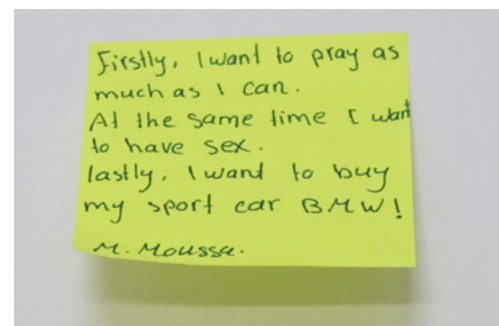 Firstly, I want to pray as
much as I can.
At the same time I want
to have sex.
lastly, I want to buy
my sport car BMW!
M. Moussa.